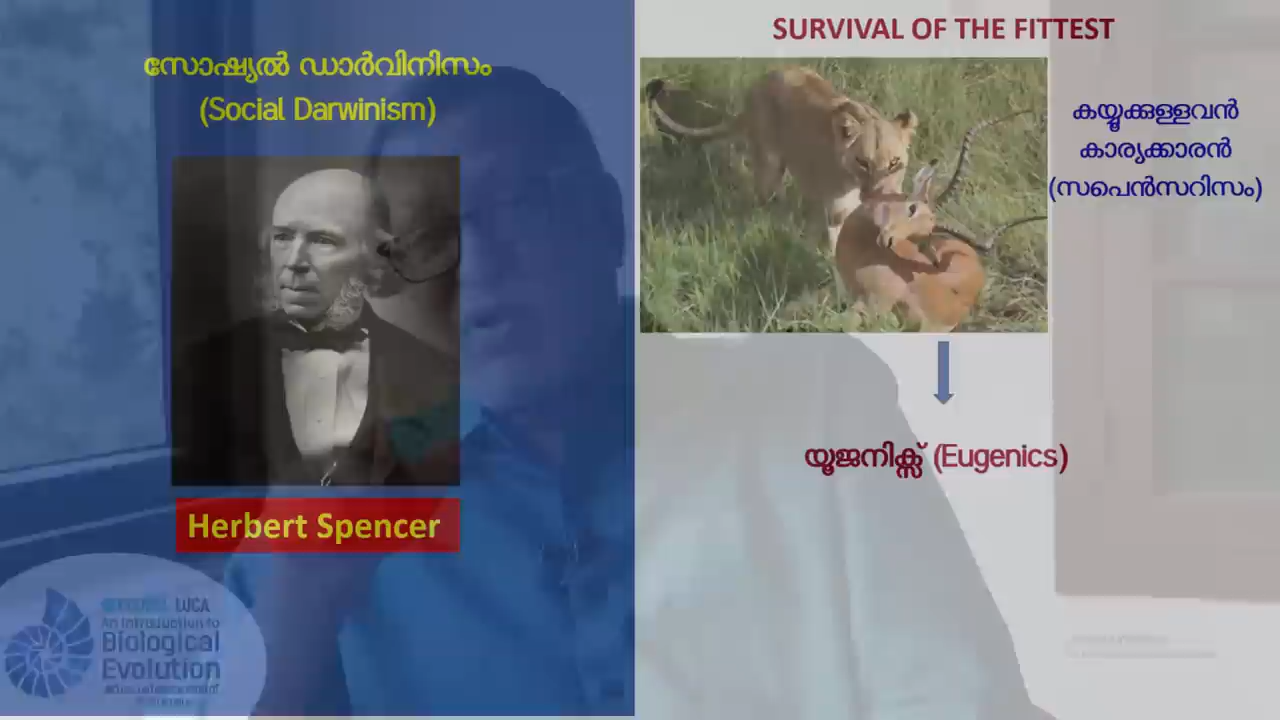 സോഷ്യൽ ഡാർവിനിസം
(Social Darwinism)
Herbert Spencer
LUCA
An Introduction to
Biological
Evolution
SURVIVAL OF THE FITTEST
കയ്യൂക്കുള്ളവൻ
കാര്യക്കാരൻ
(സപെൻസറിസം)
യൂജനിക്സ് (Eugenics)